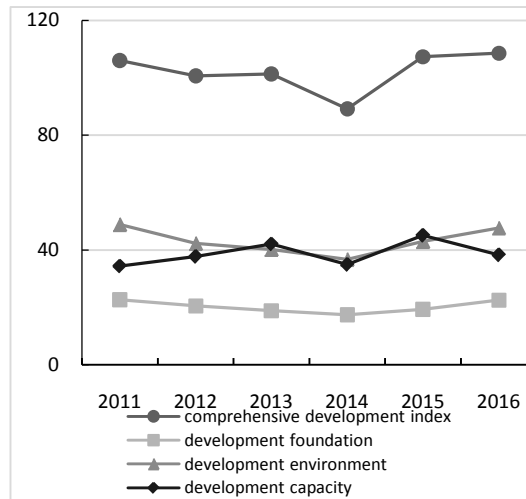 120
80
40
0
2011 2012 2013 2014 2015 2016
comprehensive development index
development foundation
development environment
development capacity